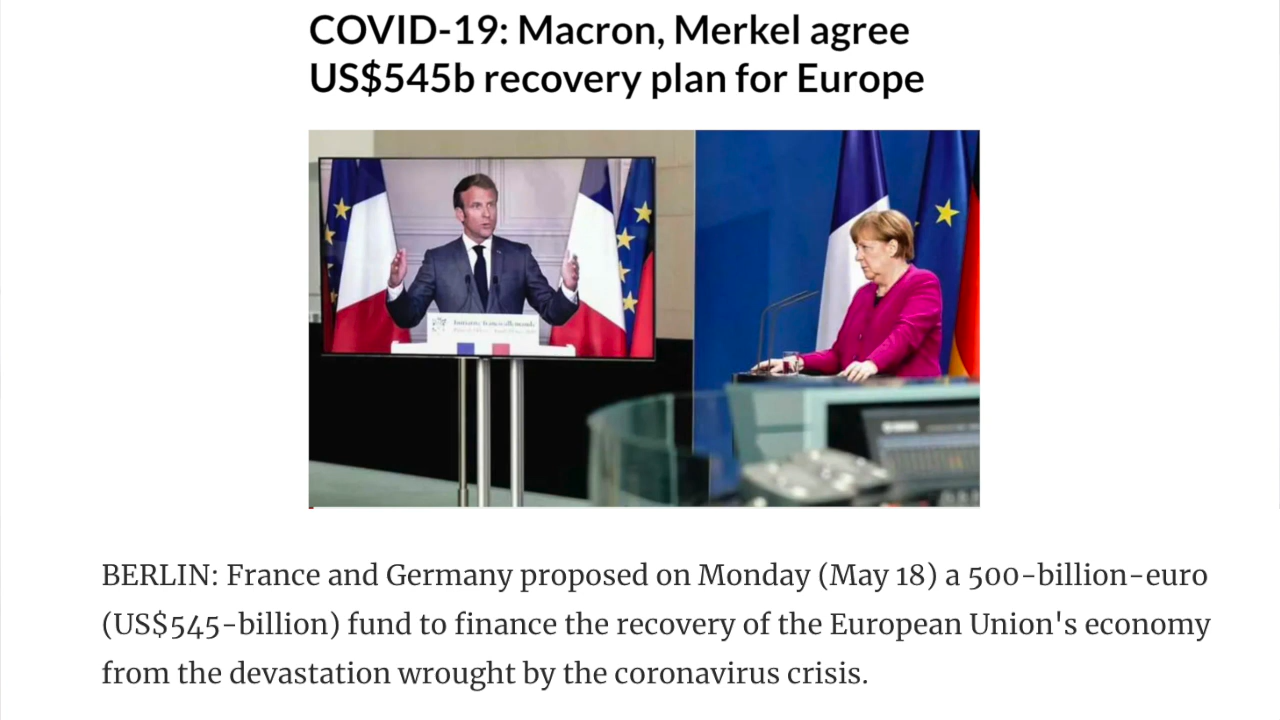 COVID-19: Macron, Merkel agree
US$545b recovery plan for Europe
BERLIN: France and Germany proposed on Monday (May 18) a 500-billion-euro
(US$545-billion) fund to finance the recovery of the European Union's economy
from the devastation wrought by the coronavirus crisis.